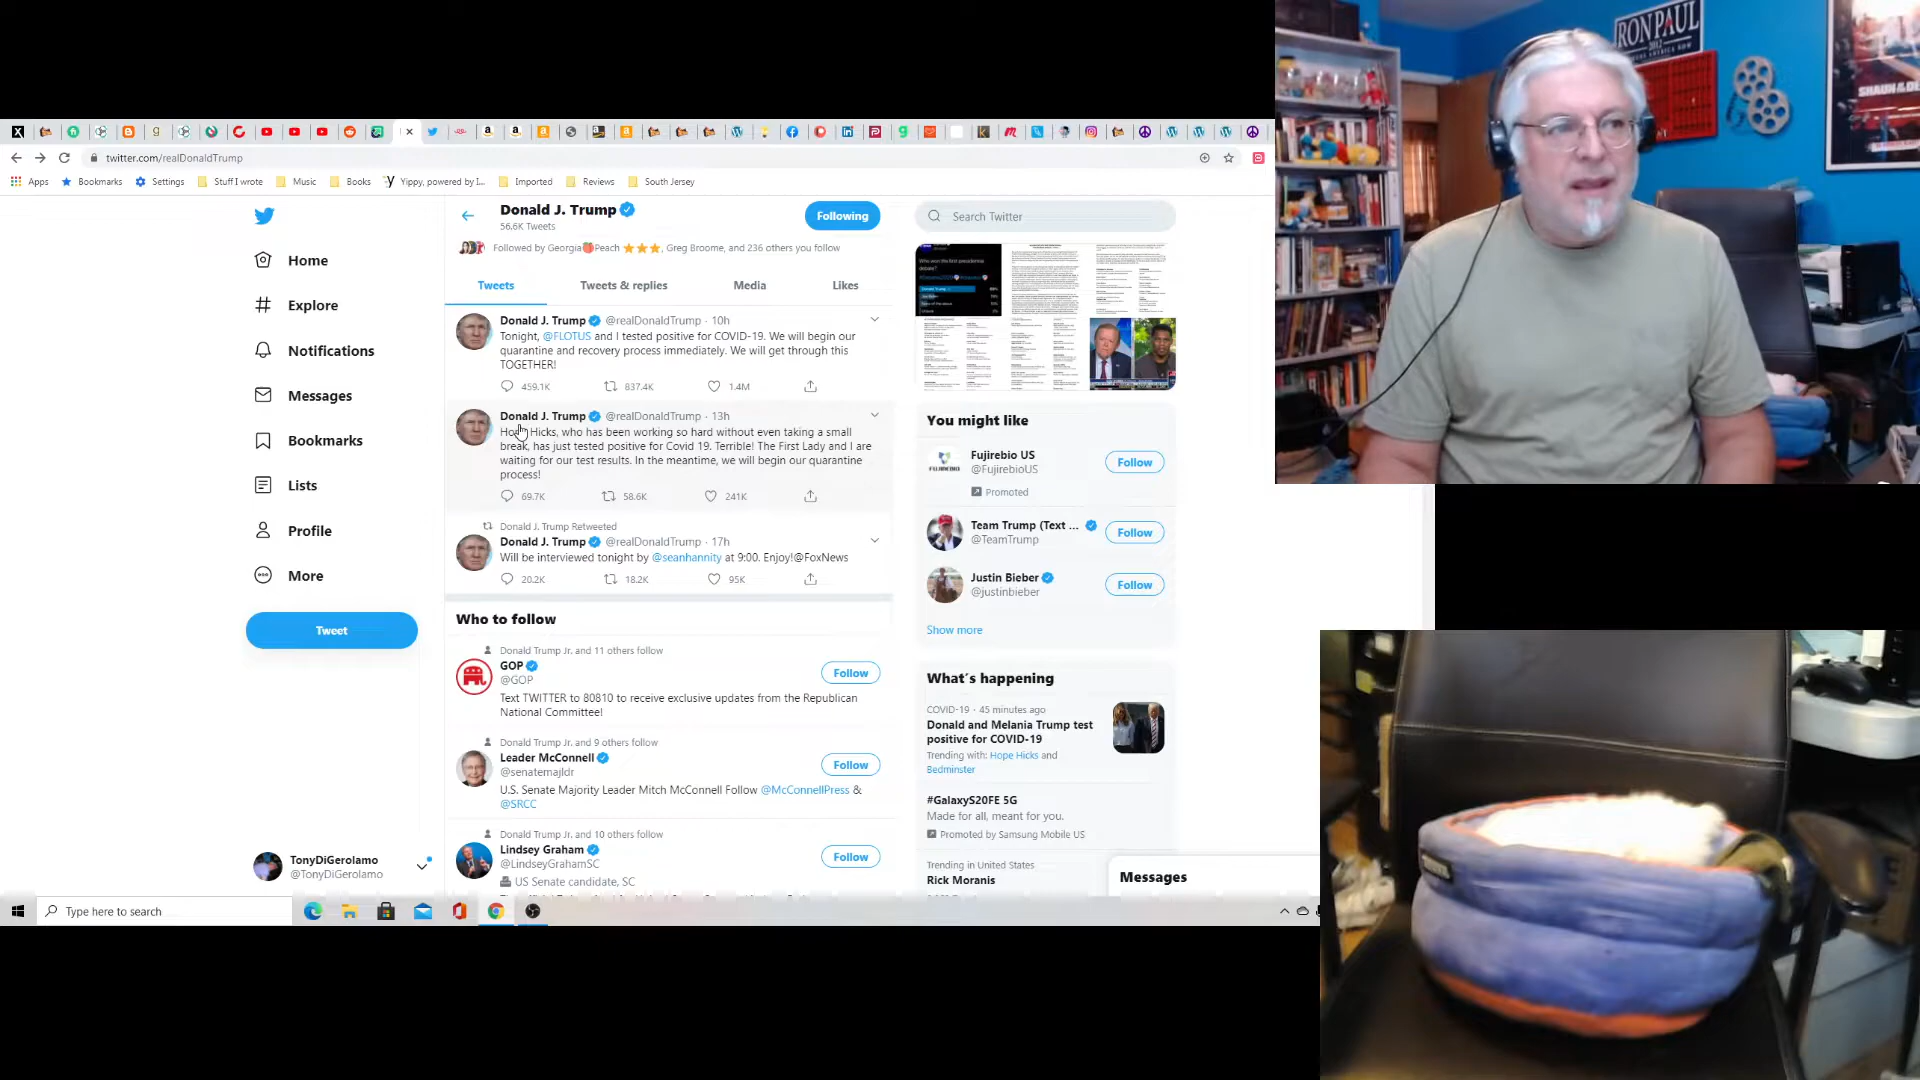 twitter.com/realDonaldTrump
Apps
Bookmarks
Settings
Stuff I wrote
Music
Books
Yippy, powered by I...
Imported
Reviews
South Jersey
Donald J. Trump
56.6K Tweets
Following
Followed by Georgia🍑Peach ⭐⭐⭐, Greg Broome, and 236 others you follow
Tweets
Tweets & replies
Media
Likes
Home
Explore
Notifications
Messages
Bookmarks
Lists
Profile
More
Tweet
TonyDiGerolamo
@TonyDiGerolamo
Donald J. Trump @realDonaldTrump · 10h
Tonight, @FLOTUS and I tested positive for COVID-19. We will begin our
quarantine and recovery process immediately. We will get through this
TOGETHER!
459.1K 837.4K 1.4M
Donald J. Trump @realDonaldTrump · 13h
Hicks, who has been working so hard without even taking a small
break, has just tested positive for Covid 19. Terrible! The First Lady and I are
waiting for our test results. In the meantime, we will begin our quarantine
process!
69.7K 58.6K 241K
Donald J. Trump Retweeted
Donald J. Trump @realDonaldTrump · 17h
Will be interviewed tonight by @seanhannity at 9:00. Enjoy!@FoxNews
20.2K 18.2K 95K
Who to follow
Donald Trump Jr. and 11 others follow
GOP
@GOP
Follow
Text TWITTER to 80810 to receive exclusive updates from the Republican
National Committee!
Donald Trump Jr. and 9 others follow
Leader McConnell
@senatemajldr
Follow
U.S. Senate Majority Leader Mitch McConnell Follow @McConnellPress &
@SRCC
Donald Trump Jr. and 10 others follow
Lindsey Graham
@LindseyGrahamSC
Follow
US Senate candidate, SC
Search Twitter
You might like
Fujirebio US
@FujirebioUS
Follow
Promoted
Team Trump (Text ...
@TeamTrump
Follow
Justin Bieber
@justinbieber
Follow
Show more
What's happening
COVID-19 · 45 minutes ago
Donald and Melania Trump test
positive for COVID-19
Trending with: Hope Hicks and
Bedminster
#GalaxyS20FE 5G
Made for all, meant for you.
Promoted by Samsung Mobile US
Trending in United States
Rick Moranis
Messages
Type here to search
RON PAUL
2012